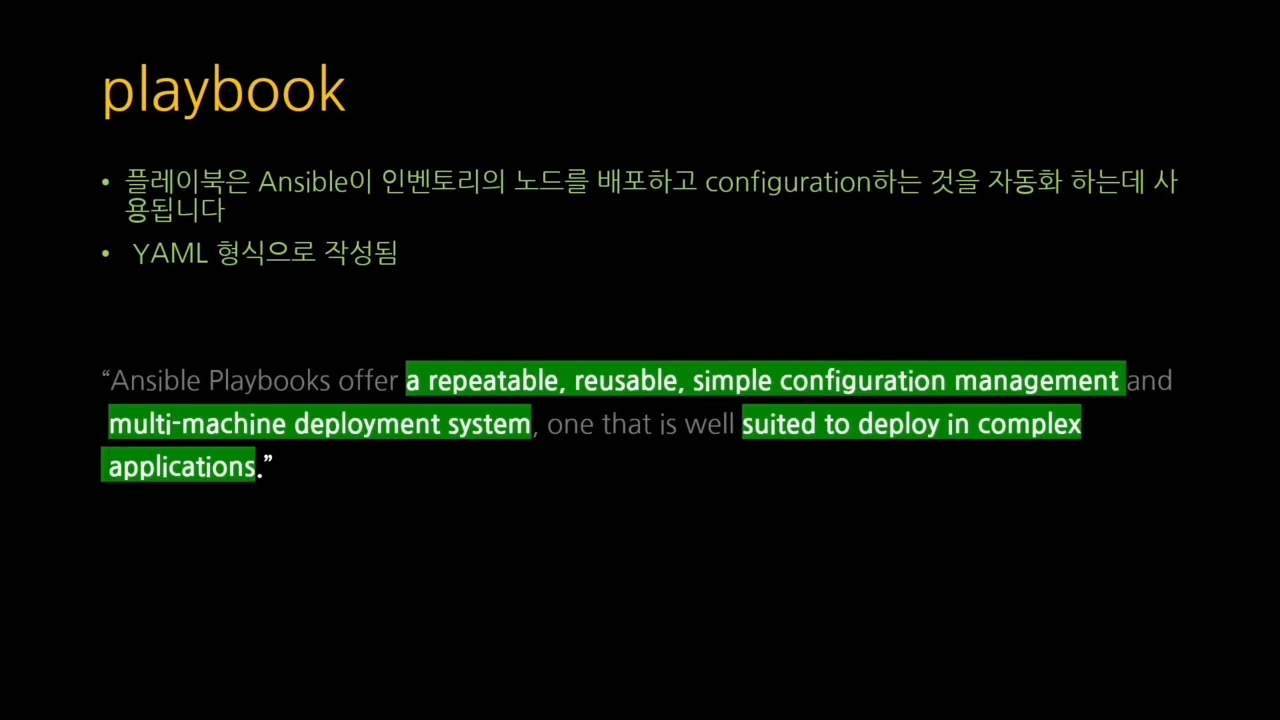 playbook
• 플레이북은 Ansible이 인벤토리의 노드를 배포하고 configuration하는 것을 자동화 하는데 사
용됩니다
• YAML 형식으로 작성됨
“Ansible Playbooks offer a repeatable, reusable, simple configuration management and
multi-machine deployment system, one that is well suited to deploy in complex
applications.”